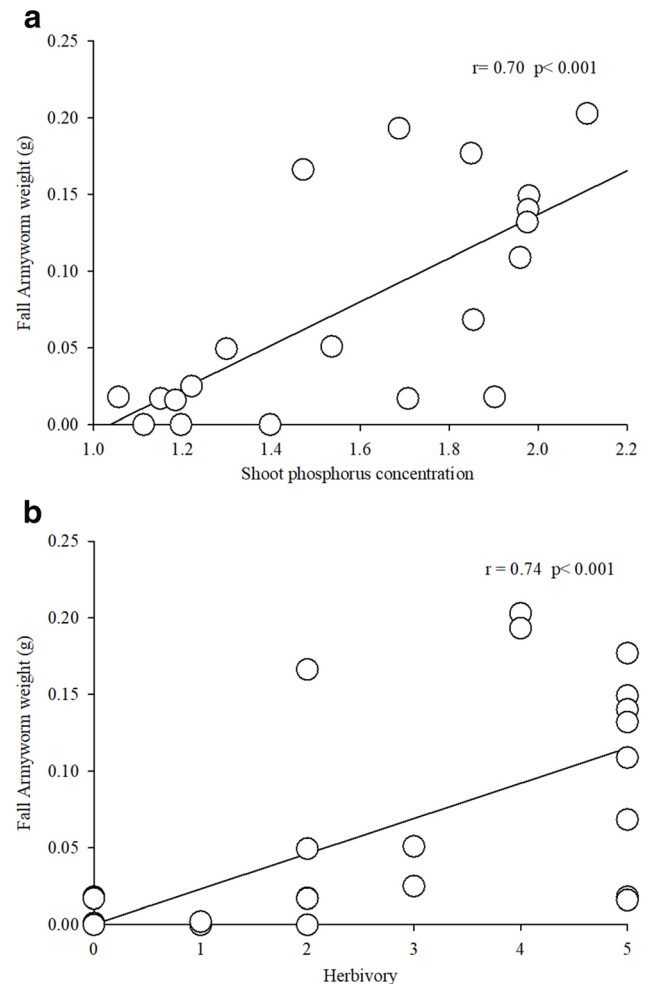 a
0.25
r= 0.70 p< 0.001
0.20
0.15
0.10
0.05
0.00
Fall Armyworm weight (g)
1.0 1.2 1.4 1.6 1.8 2.0 2.2
Shoot phosphorus concentration
b
0.25
r = 0.74 p< 0.001
0.20
0.15
0.10
0.05
0.00
Fall Armyworm weight (g)
0 1 2 3 4 5
Herbivory